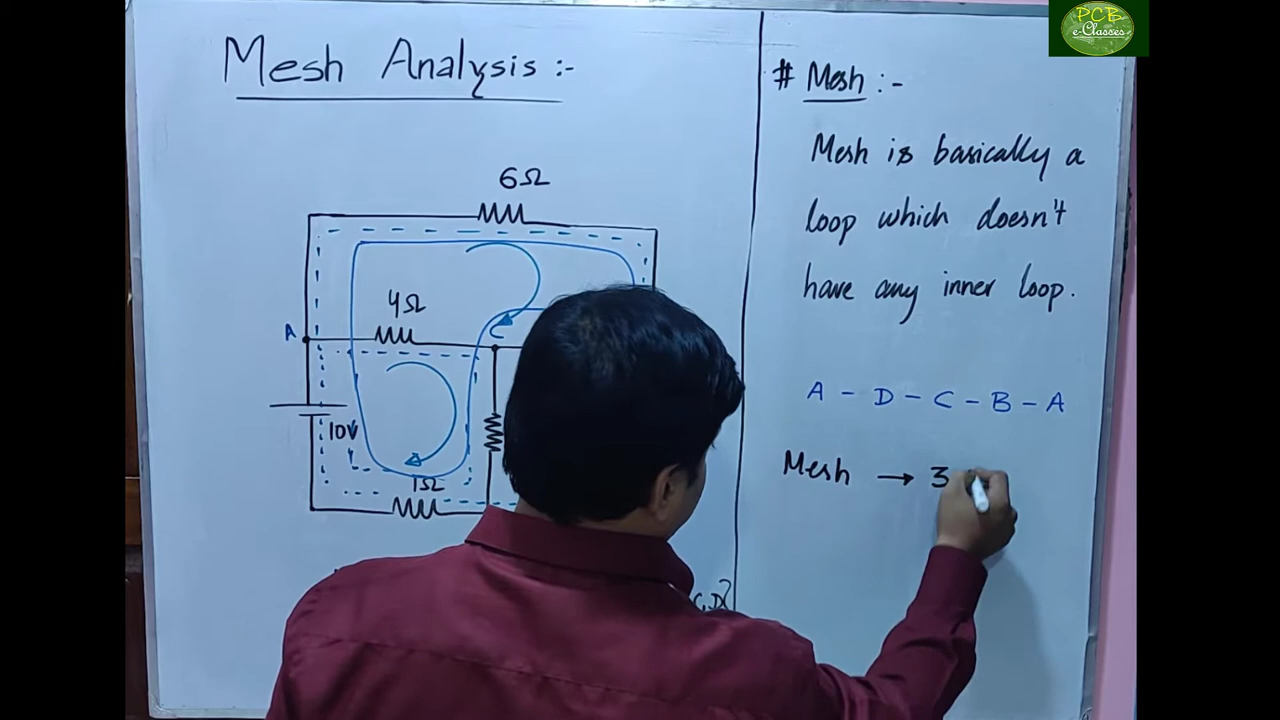 PCB
e-Classes
Mesh Analysis :-
6Ω
4Ω
A
C
10V
1Ω
C, D}
# Mesh :-
Mesh is basically a
loop which doesn't
have any inner loop.
A - D - C - B - A
Mesh → 3